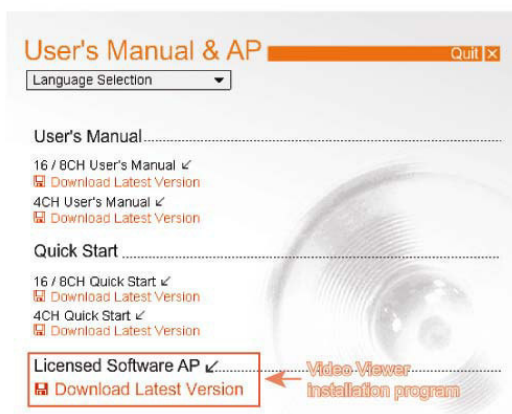 User's Manual & AP
Quit
Language Selection
User's Manual
16 / 8CH User's Manual
Download Latest Version
4CH User's Manual
Download Latest Version
Quick Start
16 / 8CH Quick Start
Download Latest Version
4CH Quick Start
Download Latest Version
Licensed Software AP
Video Viewer
Download Latest Version
installation program